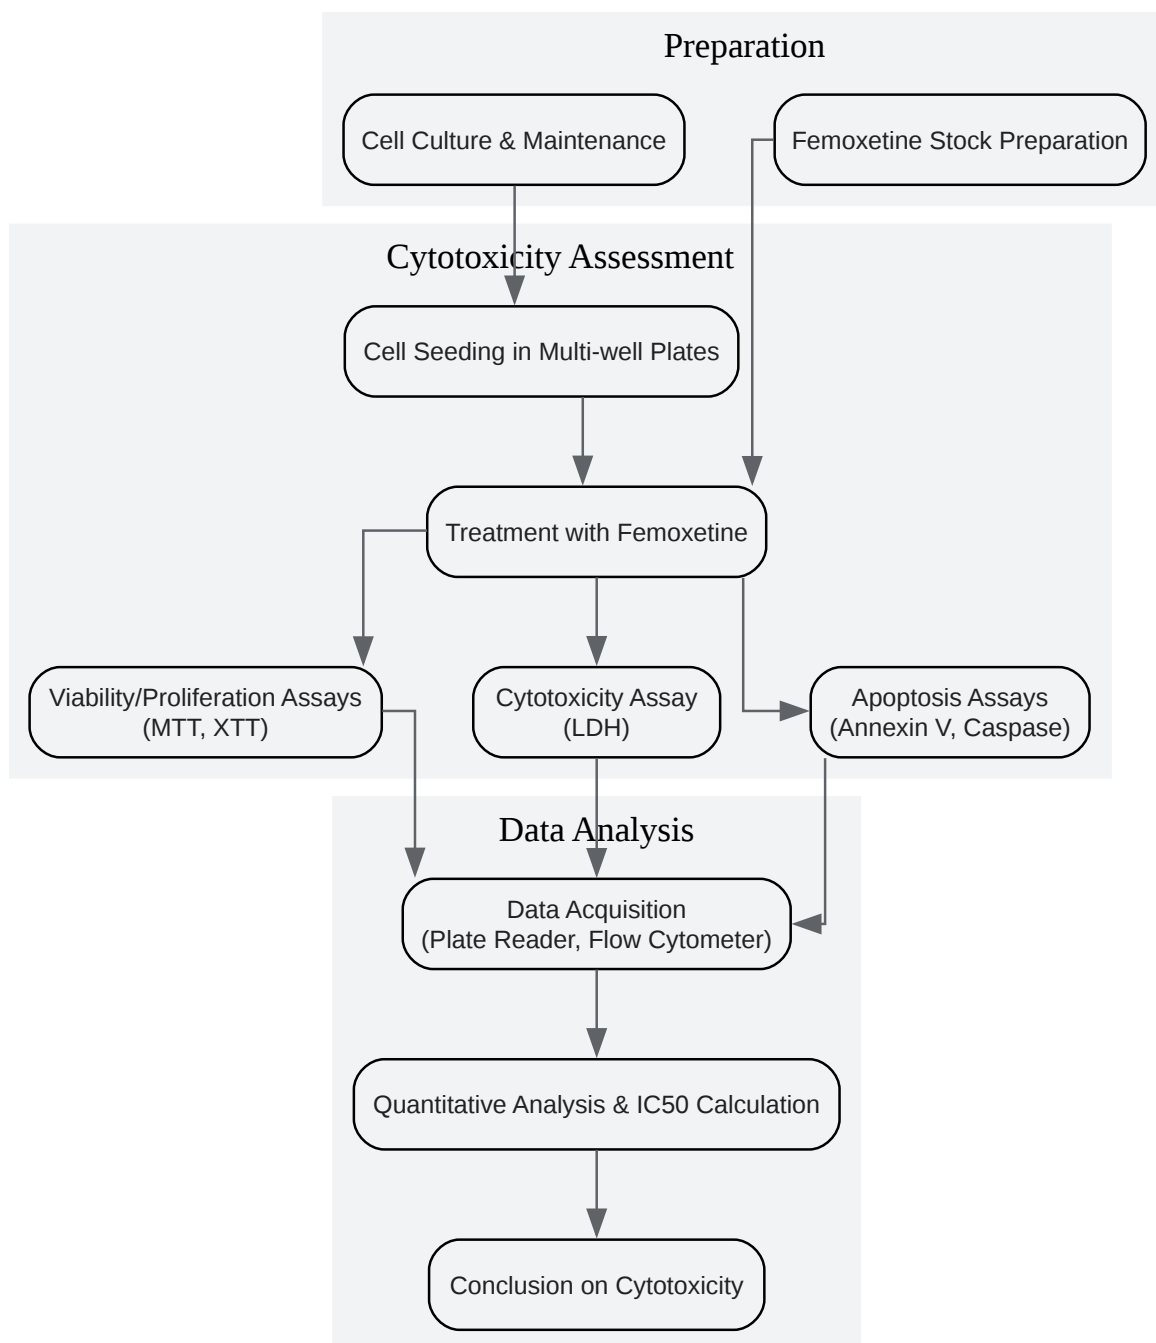 Preparation
Cell Culture & Maintenance
Femoxetine Stock Preparation
Cytotoxicity Assessment
Cell Seeding in Multi-well Plates
Treatment with Femoxetine
Viability/Proliferation Assays
(MTT, XTT)
Cytotoxicity Assay
(LDH)
Apoptosis Assays
(Annexin V, Caspase)
Data Analysis
Data Acquisition
(Plate Reader, Flow Cytometer)
Quantitative Analysis & IC50 Calculation
Conclusion on Cytotoxicity